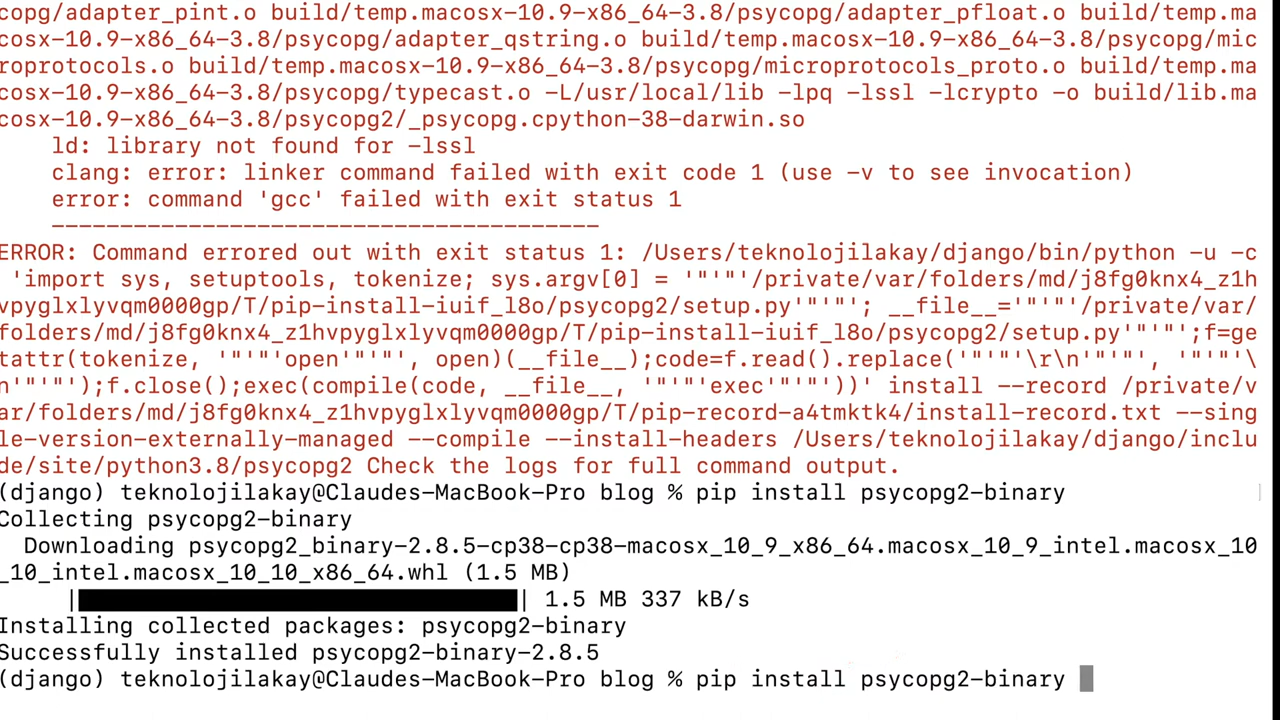 copg/adapter_pint.o build/temp.macosx-10.9-x86_64-3.8/psycopg/adapter_pfloat.o build/temp.ma
cosx-10.9-x86_64-3.8/psycopg/adapter_qstring.o build/temp.macosx-10.9-x86_64-3.8/psycopg/mic
roprotocols.o build/temp.macosx-10.9-x86_64-3.8/psycopg/microprotocols_proto.o build/temp.ma
cosx-10.9-x86_64-3.8/psycopg/typecast.o -L/usr/local/lib -lpq -lssl -lcrypto -o build/lib.ma
cosx-10.9-x86_64-3.8/psycopg2/_psycopg.cpython-38-darwin.so
ld: library not found for -lssl
clang: error: linker command failed with exit code 1 (use -v to see invocation)
error: command 'gcc' failed with exit status 1
----------------------------------------
ERROR: Command errored out with exit status 1: /Users/teknolojilakay/django/bin/python -u -c
'import sys, setuptools, tokenize; sys.argv[0] = '"'"'/private/var/folders/md/j8fg0knx4_z1h
vpyglxlyvqm0000gp/T/pip-install-iuif_l8o/psycopg2/setup.py'"'"'; __file__='"'"'/private/var/
folders/md/j8fg0knx4_z1hvpyglxlyvqm0000gp/T/pip-install-iuif_l8o/psycopg2/setup.py'"'"';f=ge
tattr(tokenize, '"'"'open'"'"', open)(__file__);code=f.read().replace('"'"'\r\n'"'"', '"'"'\
n'"'"');f.close();exec(compile(code, __file__, '"'"'exec'"'"'))' install --record /private/v
ar/folders/md/j8fg0knx4_z1hvpyglxlyvqm0000gp/T/pip-record-a4tmktk4/install-record.txt --sing
le-version-externally-managed --compile --install-headers /Users/teknolojilakay/django/inclu
de/site/python3.8/psycopg2 Check the logs for full command output.
(django) teknolojilakay@Claudes-MacBook-Pro blog % pip install psycopg2-binary
Collecting psycopg2-binary
Downloading psycopg2_binary-2.8.5-cp38-cp38-macosx_10_9_x86_64.macosx_10_9_intel.macosx_10
_10_intel.macosx_10_10_x86_64.whl (1.5 MB)
|████████████████████████████████| 1.5 MB 337 kB/s
Installing collected packages: psycopg2-binary
Successfully installed psycopg2-binary-2.8.5
(django) teknolojilakay@Claudes-MacBook-Pro blog % pip install psycopg2-binary